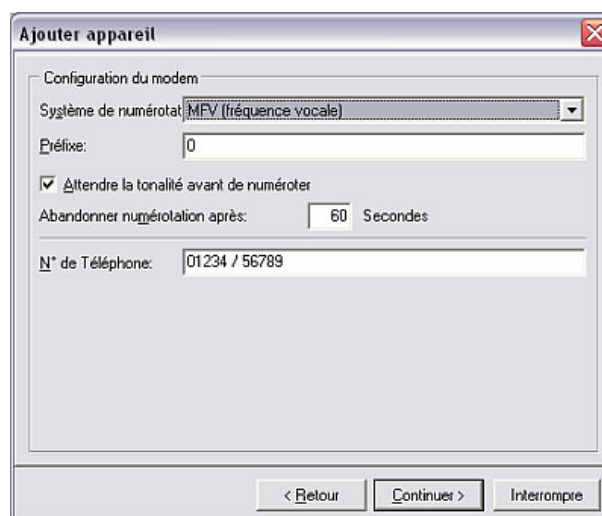 Ajouter appareil
Configuration du modem
Système de numérotat MFV (fréquence vocale)
Préfixe: 0
Attendre la tonalité avant de numéroter
Abandonner numérotation après: 60 Secondes
N° de Téléphone: 01234 / 56789
< Retour Continuer > Interrompre